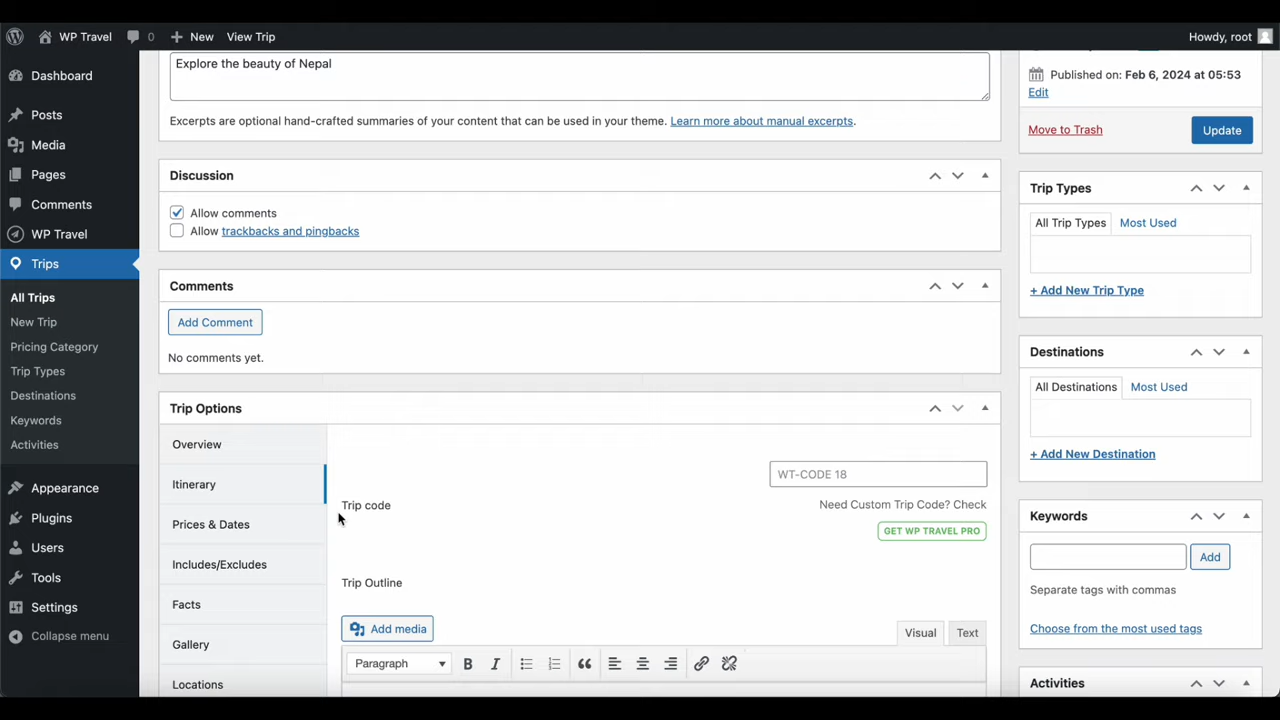 WP Travel
0
New
View Trip
Howdy, root
Dashboard
Posts
Media
Pages
Comments
WP Travel
Trips
All Trips
New Trip
Pricing Category
Trip Types
Destinations
Keywords
Activities
Appearance
Plugins
Users
Tools
Settings
Collapse menu
Explore the beauty of Nepal
Excerpts are optional hand-crafted summaries of your content that can be used in your theme. Learn more about manual excerpts.
Discussion
Allow comments
Allow trackbacks and pingbacks
Comments
Add Comment
No comments yet.
Trip Options
Overview
Itinerary
Prices & Dates
Includes/Excludes
Facts
Gallery
Locations
Trip code
WT-CODE 18
Need Custom Trip Code? Check
GET WP TRAVEL PRO
Trip Outline
Add media
Visual
Text
Paragraph
B
I
Published on: Feb 6, 2024 at 05:53
Edit
Move to Trash
Update
Trip Types
All Trip Types
Most Used
+ Add New Trip Type
Destinations
All Destinations
Most Used
+ Add New Destination
Keywords
Add
Separate tags with commas
Choose from the most used tags
Activities